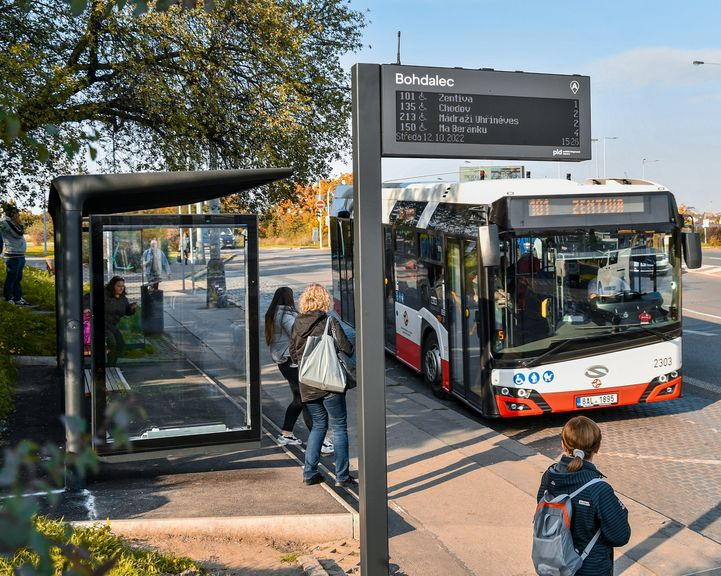 Bohdalec
A
101 Zentiva 1
135 Chodov 2
213 Nádraží Uhříněves 2
150 Na Beránku 4
Středa 12.10.2022 15:26
pid
101 ZENTIVA
2303
8AL 1895